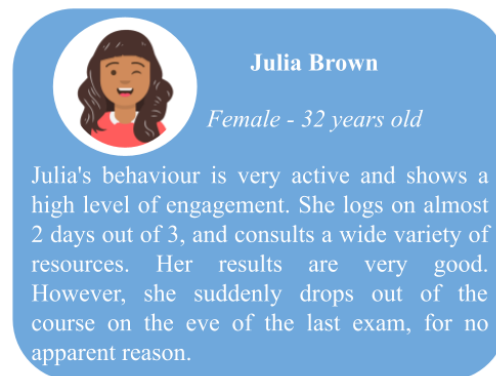 Julia Brown
Female - 32 years old
Julia's behaviour is very active and shows a
high level of engagement. She logs on almost
2 days out of 3, and consults a wide variety of
resources. Her results are very good.
However, she suddenly drops out of the
course on the eve of the last exam, for no
apparent reason.